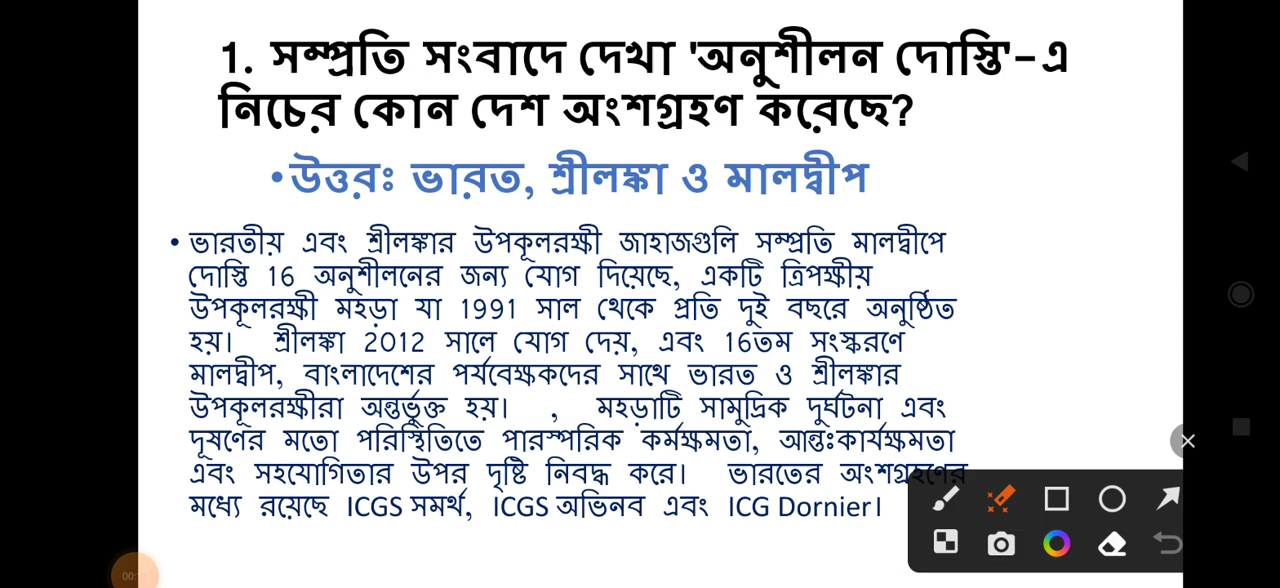 1. সম্প্রতি সংবাদে দেখা 'অনুশীলন দোস্তি'-এ
নিচের কোন দেশ অংশগ্রহণ করেছে?
•উত্তরঃ ভারত, শ্রীলঙ্কা ও মালদ্বীপ
• ভারতীয় এবং শ্রীলঙ্কার উপকূলরক্ষী জাহাজগুলি সম্প্রতি মালদ্বীপে
দোস্তি 16 অনুশীলনের জন্য যোগ দিয়েছে, একটি ত্রিপক্ষীয়
উপকূলরক্ষী মহড়া যা 1991 সাল থেকে প্রতি দুই বছরে অনুষ্ঠিত
হয়। শ্রীলঙ্কা 2012 সালে যোগ দেয়, এবং 16তম সংস্করণে
মালদ্বীপ, বাংলাদেশের পর্যবেক্ষকদের সাথে ভারত ও শ্রীলঙ্কার
উপকূলরক্ষীরা অন্তর্ভুক্ত হয়। , মহড়াটি সামুদ্রিক দুর্ঘটনা এবং
দূষণের মতো পরিস্থিতিতে পারস্পরিক কর্মক্ষমতা, আন্তঃকার্যক্ষমতা
এবং সহযোগিতার উপর দৃষ্টি নিবদ্ধ করে। ভারতের অংশগ্রহণের
মধ্যে রয়েছে ICGS সমর্থ, ICGS অভিনব এবং ICG Dornier।